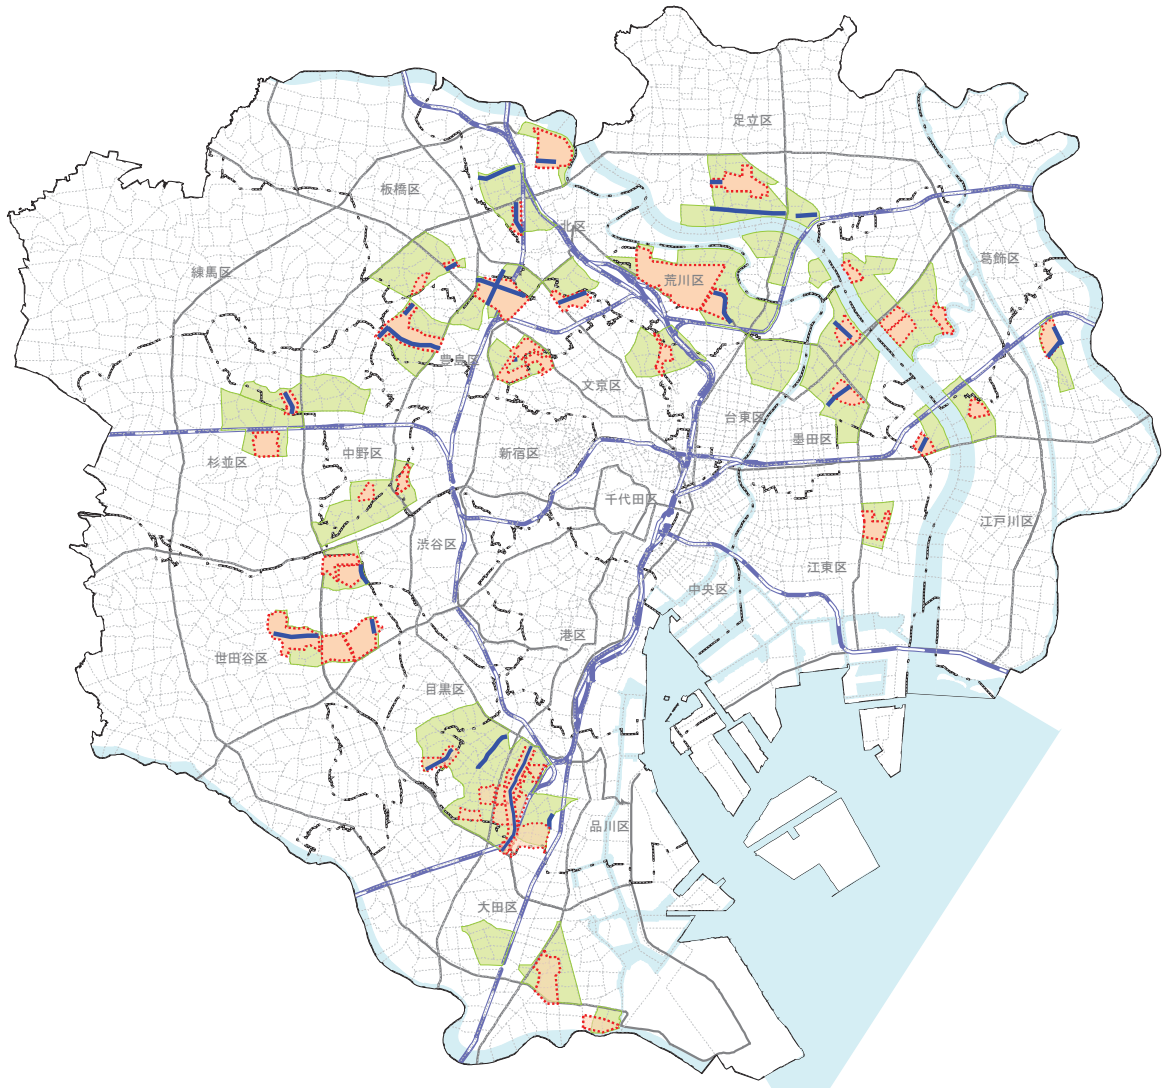 足立区
板橋区
北区
練馬区
葛飾区
荒川区
豊島区
文京区
台東区
墨田区
杉並区
中野区
新宿区
千代田区
江戸川区
渋谷区
江東区
中央区
港区
世田谷区
目黒区
品川区
大田区